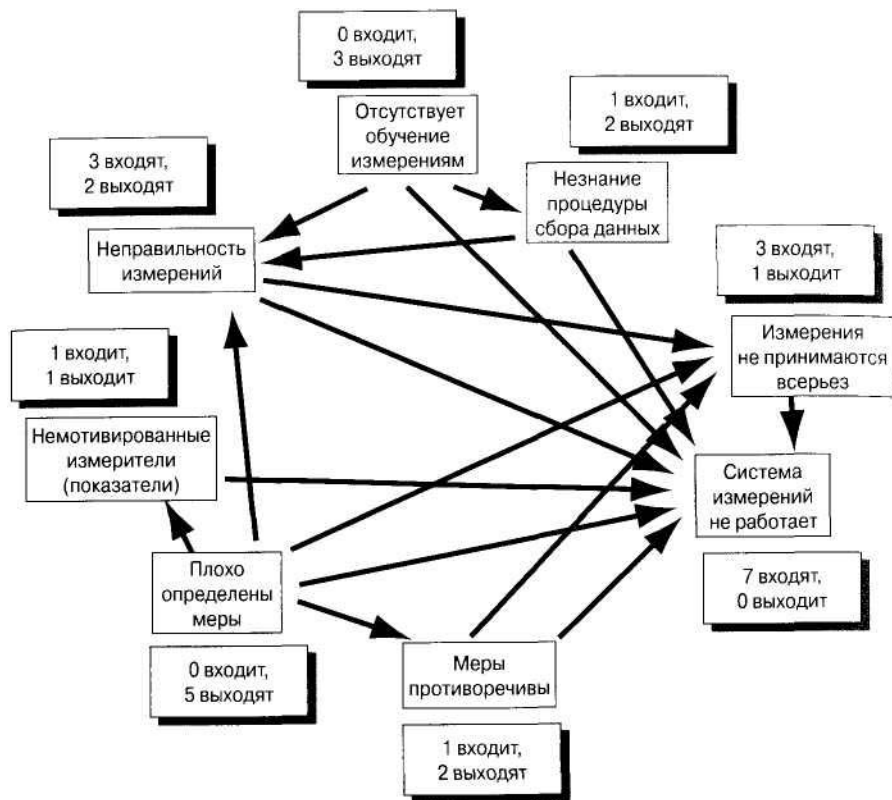 0 входит,
3 выходят
Отсутствует
обучение
измерениям
1 входит,
2 выходят
Незнание
процедуры
сбора данных
3 входят,
2 выходят
Неправильность
измерений
3 входят,
1 выходит
Измерения
не принимаются
всерьез
1 входит,
1 выходит
Немотивированные
измерители
(показатели)
Система
измерений
не работает
7 входят,
0 выходит
Плохо
определены
меры
0 входит,
5 выходят
Меры
противоречивы
1 входит,
2 выходят